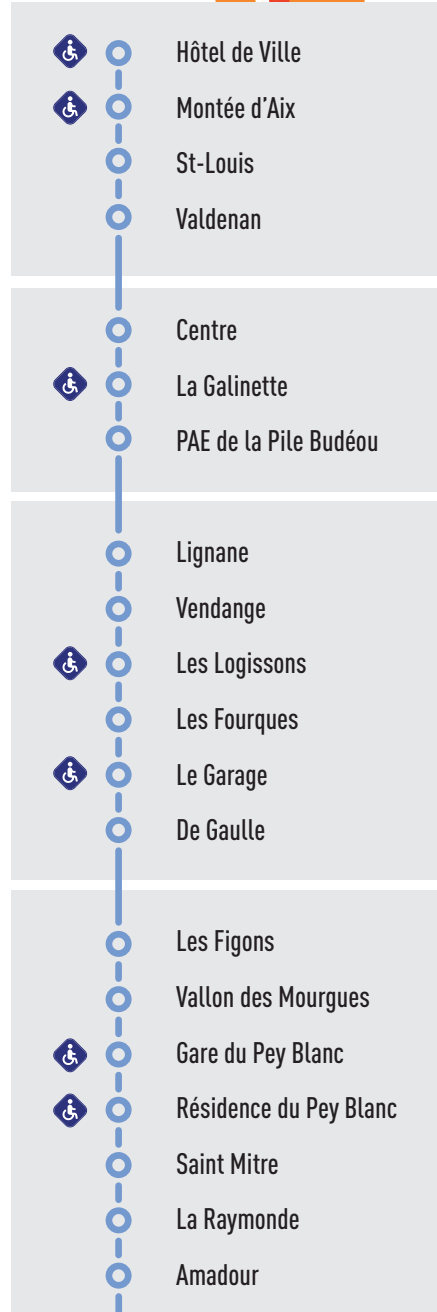 Hôtel de Ville
Montée d'Aix
St-Louis
Valdenan
Centre
La Galinette
PAE de la Pile Budéou
Lignane
Vendange
Les Logissons
Les Fourques
Le Garage
De Gaulle
Les Figons
Vallon des Mourgues
Gare du Pey Blanc
Résidence du Pey Blanc
Saint Mitre
La Raymonde
Amadour